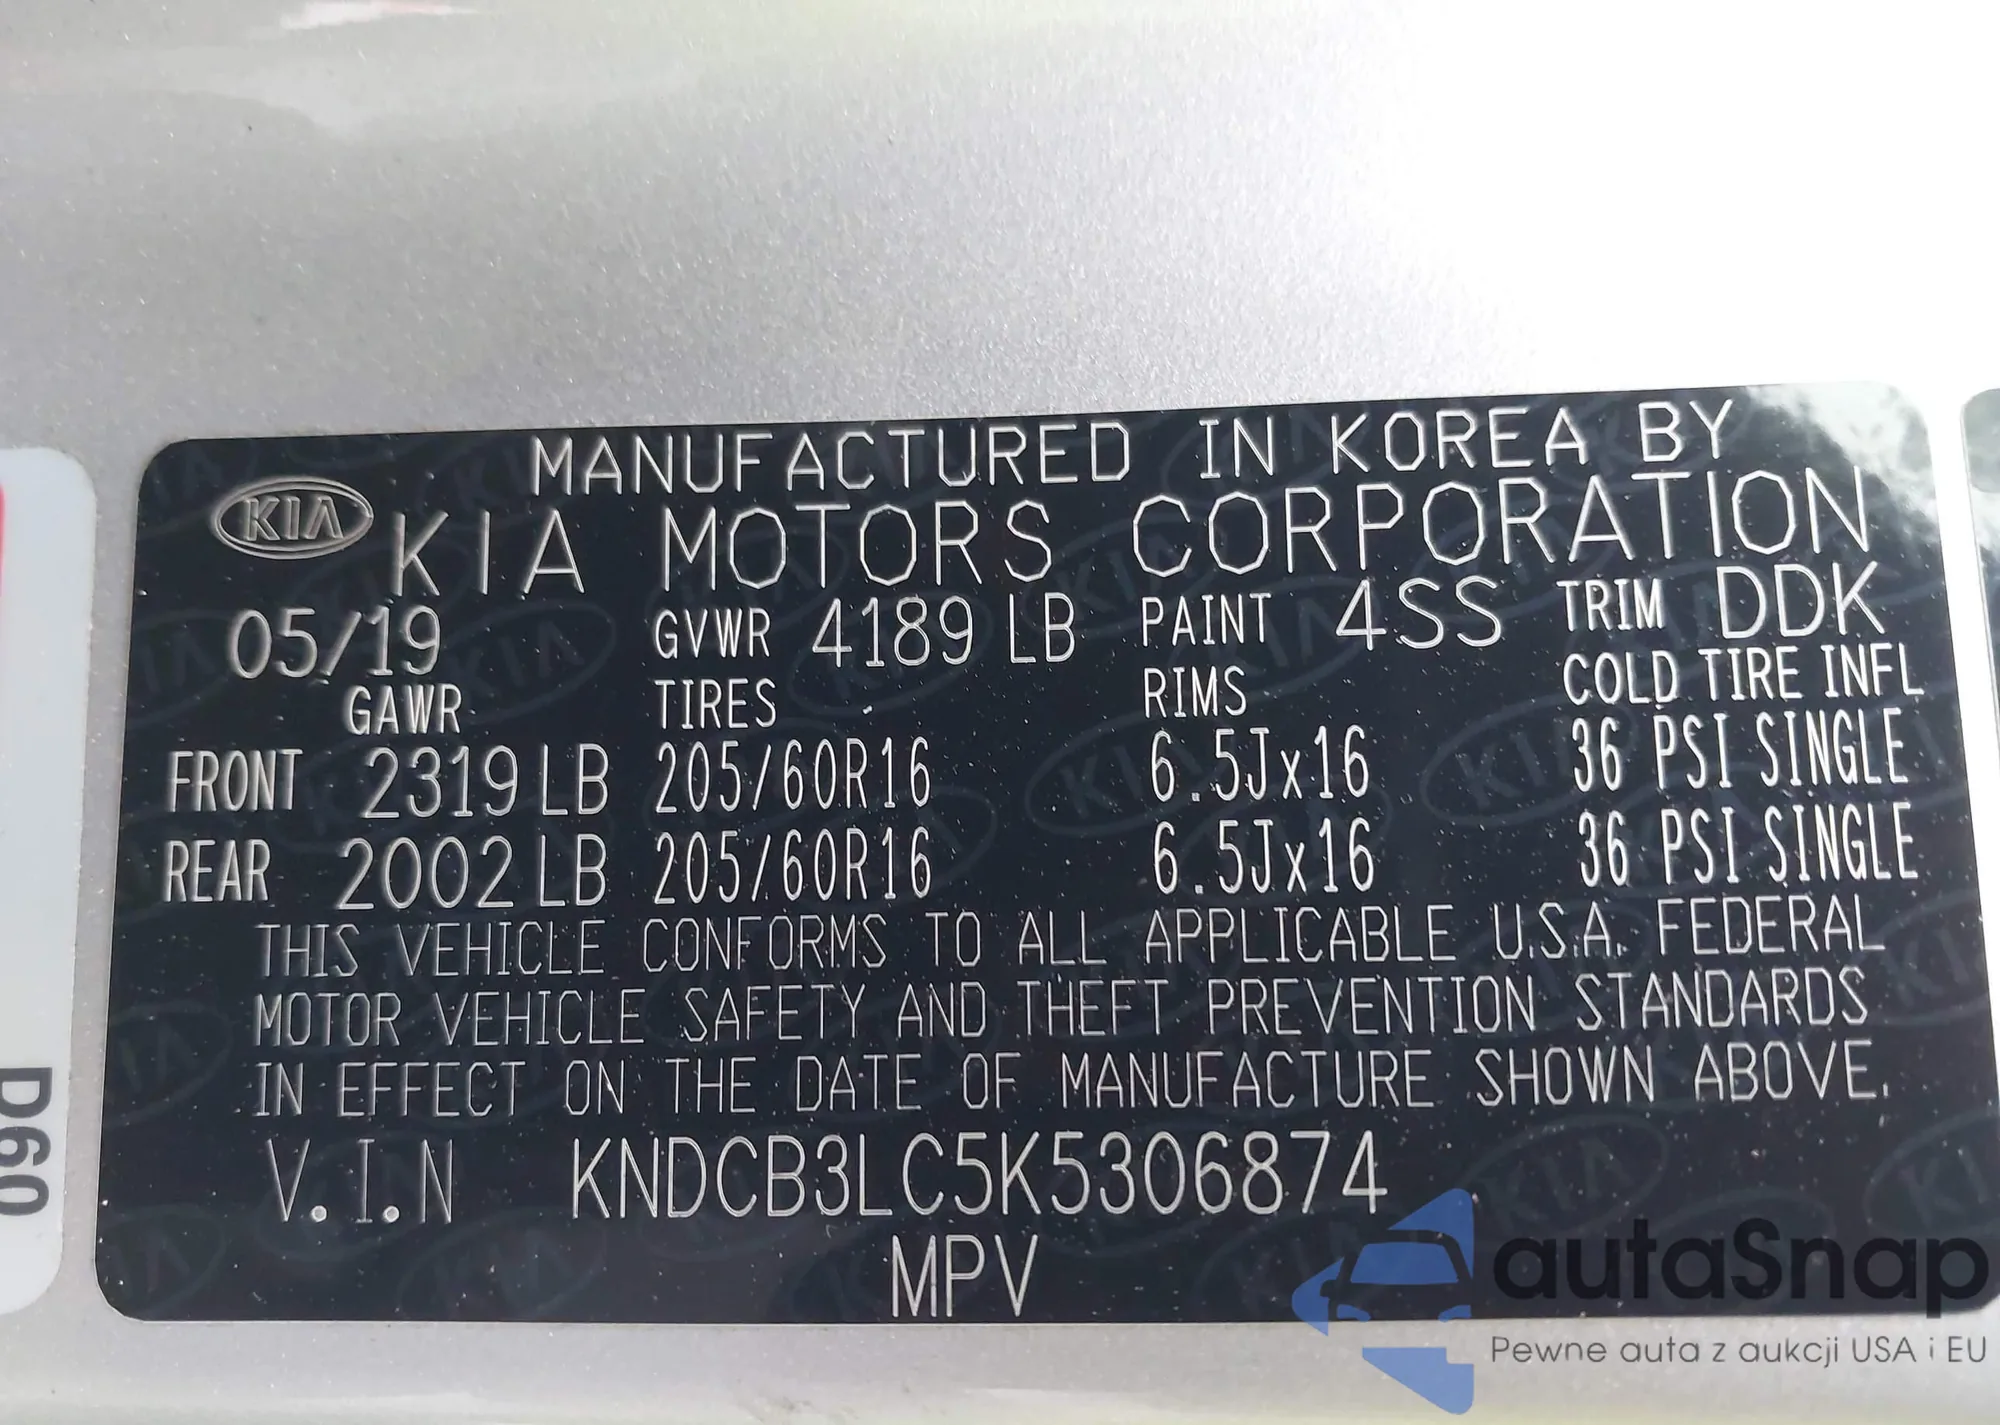 MANUFACTURED IN KOREA BY
KIA KIA MOTORS CORPORATION
05/19 GVWR 4189 LB PAINT 4SS TRIM DDK
GAWR TIRES RIMS COLD TIRE INFL
FRONT 2319 LB 205/60R16 6.5Jx16 36 PSI SINGLE
REAR 2002 LB 205/60R16 6.5Jx16 36 PSI SINGLE
THIS VEHICLE CONFORMS TO ALL APPLICABLE U.S.A. FEDERAL
MOTOR VEHICLE SAFETY AND THEFT PREVENTION STANDARDS
IN EFFECT ON THE DATE OF MANUFACTURE SHOWN ABOVE.
V.I.N KNDCB3LC5K5306874
MPV
D60
autaSnap
Pewne auta z aukcji USA i EU